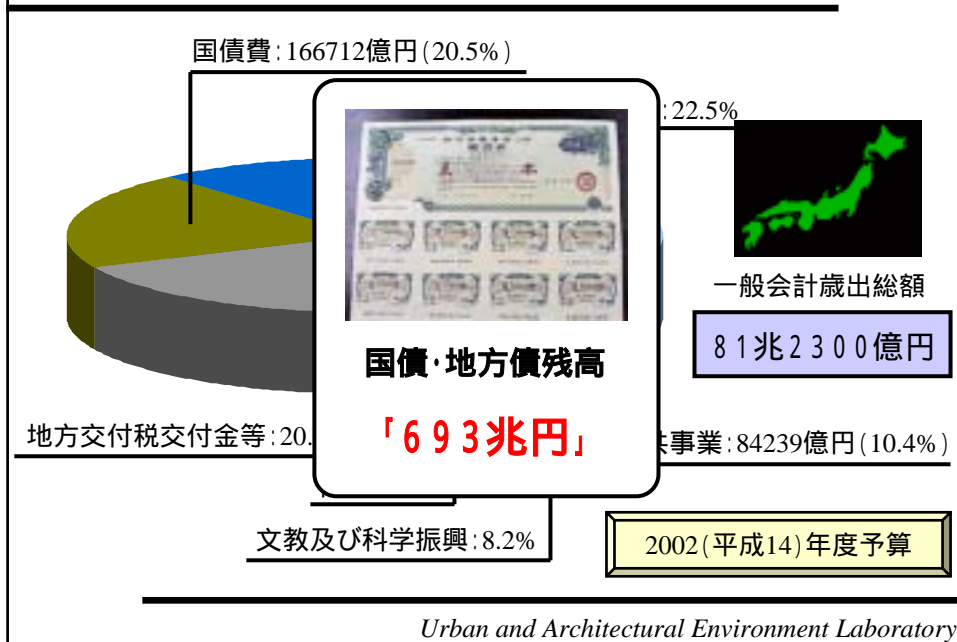 国債費:166712億円(20.5%)
:22.5%
一般会計歳出総額
81兆2300億円
国債・地方債残高
「693兆円」
地方交付税交付金等:20.
共事業:84239億円(10.4%)
文教及び科学振興:8.2%
2002(平成14)年度予算
Urban and Architectural Environment Laboratory